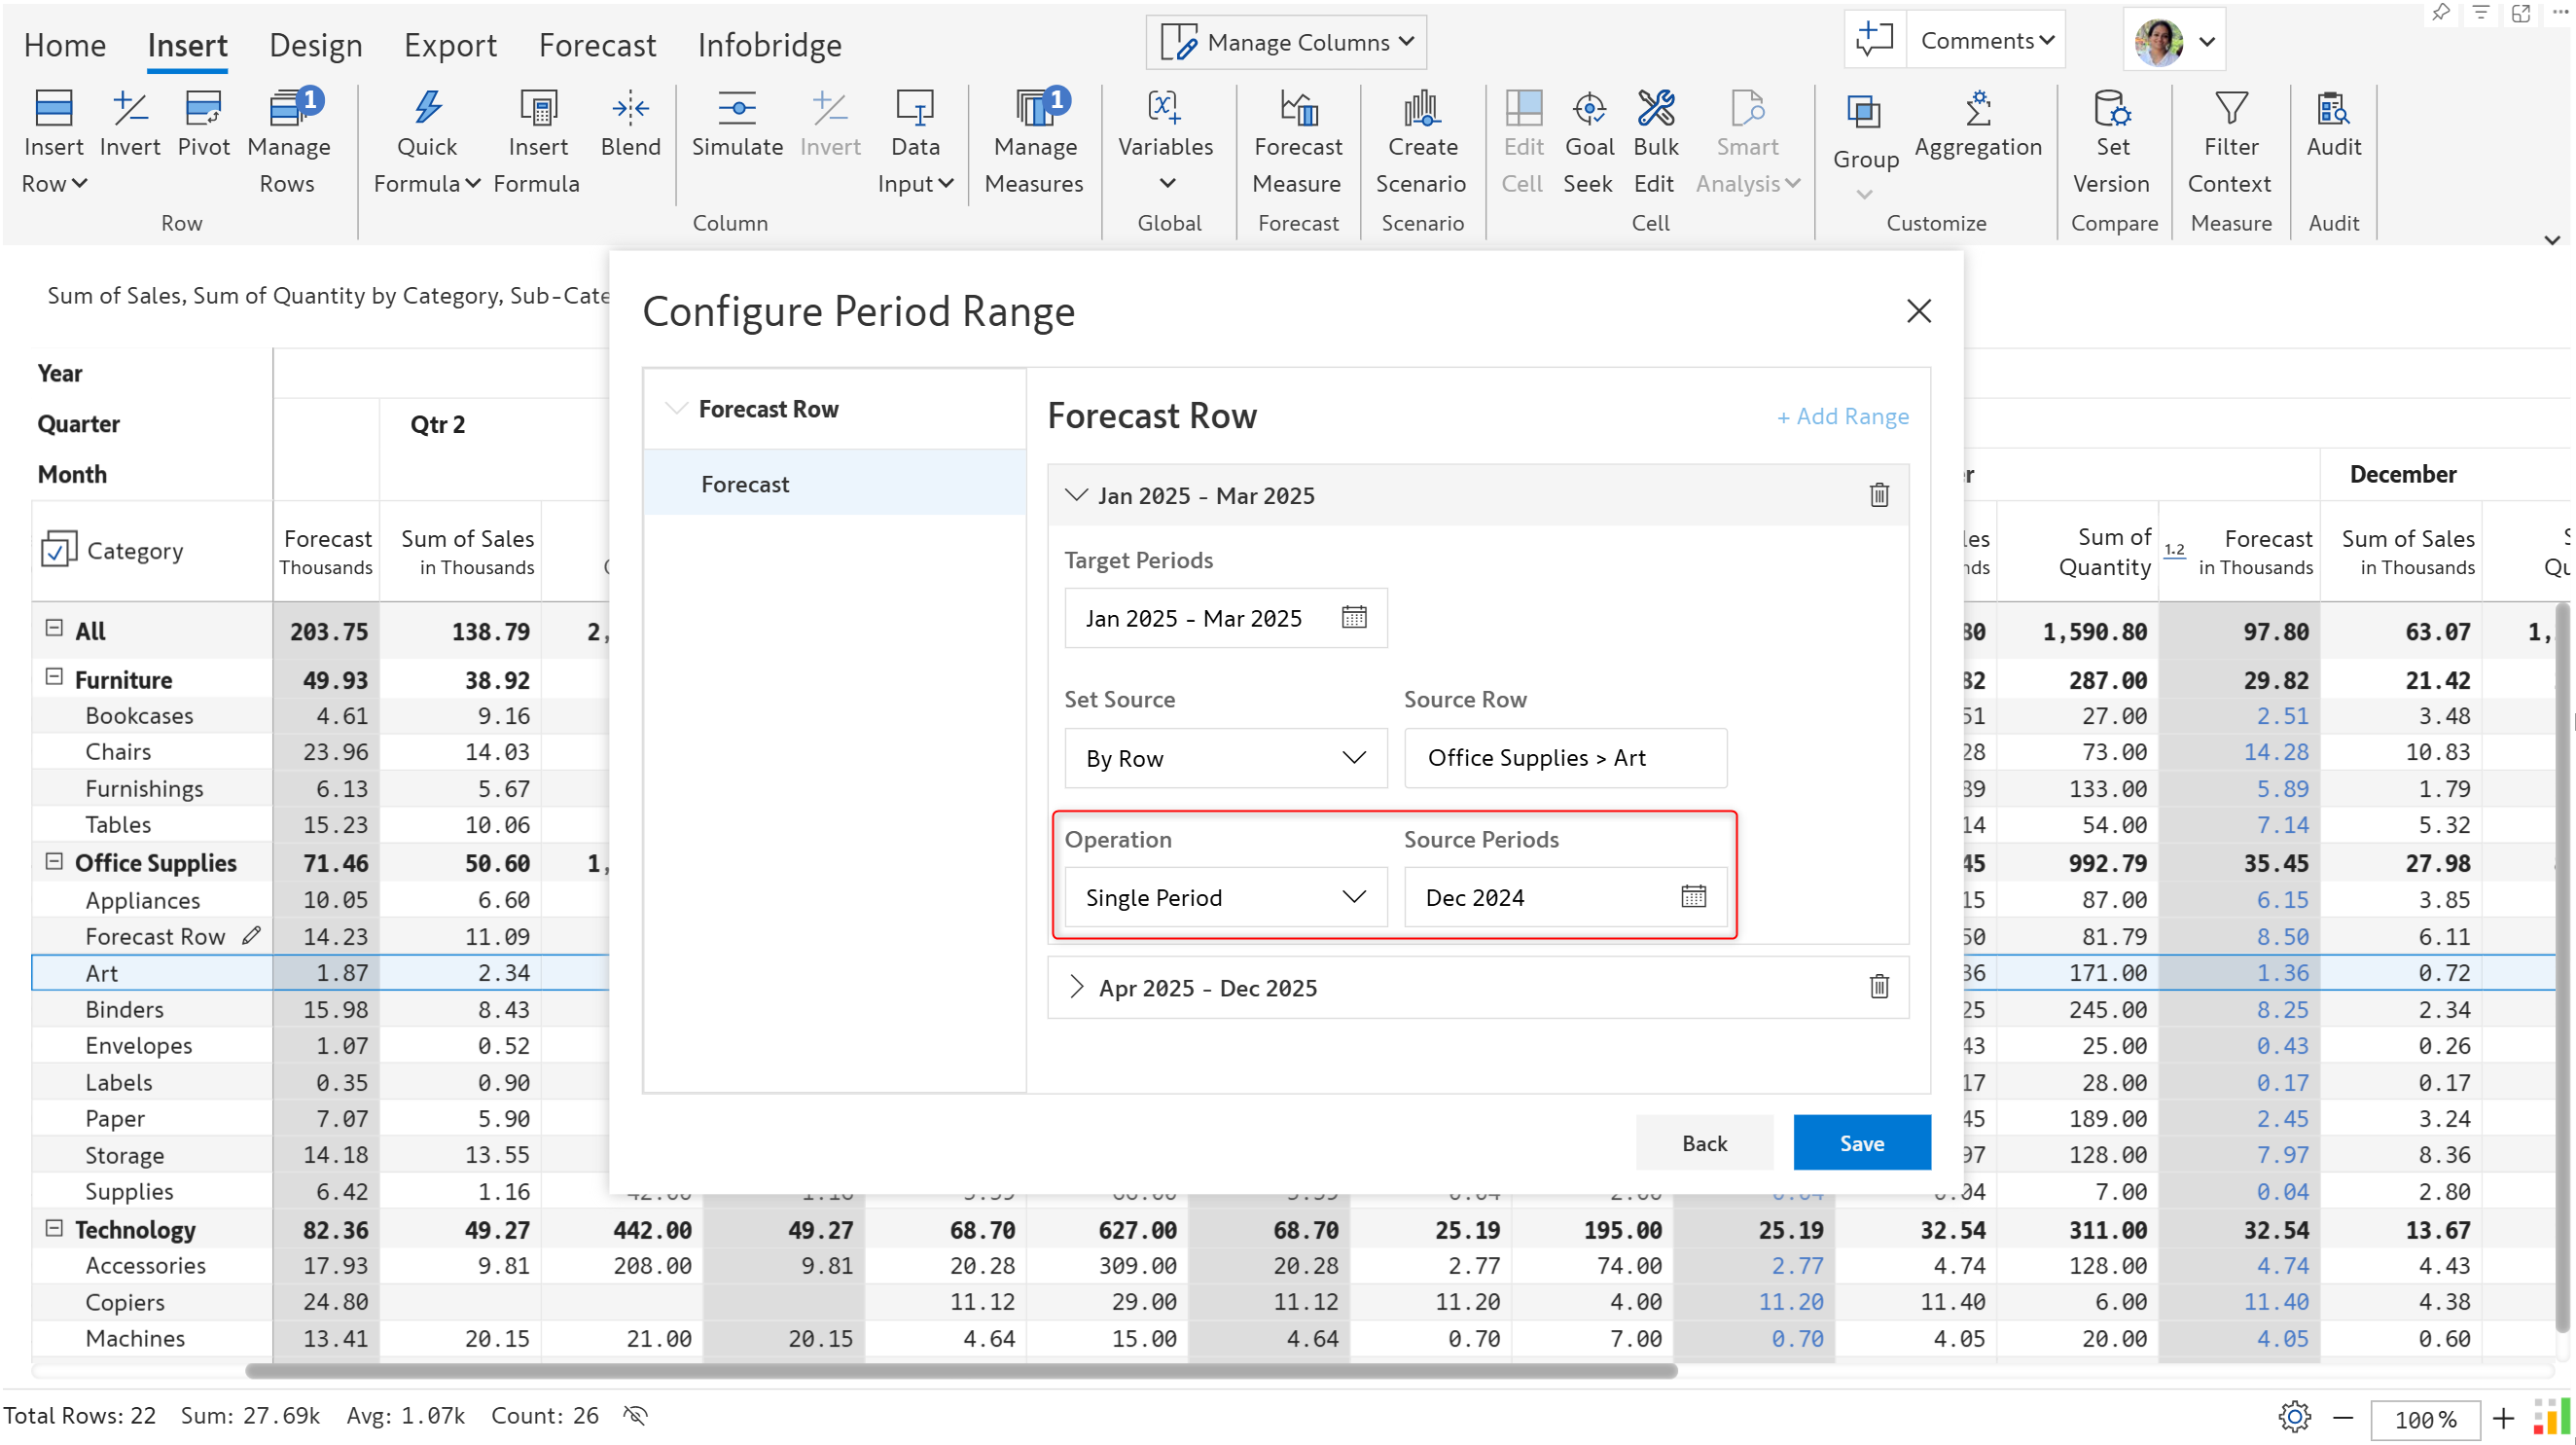 Home Insert Design Export Forecast Infobridge Manage Columns Comments
Insert Row Invert Pivot Manage Rows 1 Quick Formula Insert Formula Blend Simulate Invert Data Input Manage Measures 1 Variables Forecast Measure Create Scenario Edit Cell Goal Seek Bulk Edit Smart Analysis Group Aggregation Set Version Filter Context Audit
Row Column Global Forecast Scenario Cell Customize Compare Measure Audit
Sum of Sales, Sum of Quantity by Category, Sub-Cate
Configure Period Range
Forecast Row
Forecast
Forecast Row
+ Add Range
Jan 2025 - Mar 2025
Target Periods
Jan 2025 - Mar 2025
Set Source Source Row
By Row Office Supplies > Art
Operation Source Periods
Single Period Dec 2024
Apr 2025 - Dec 2025
Back Save
Year
Quarter Qtr 2
Month r December
Category Forecast Thousands Sum of Sales in Thousands Sum of Quantity 1.2 Forecast in Thousands Sum of Sales in Thousands
All 203.75 138.79 2, 80 1,590.80 97.80 63.07 1,
Furniture 49.93 38.92 82 287.00 29.82 21.42
Bookcases 4.61 9.16 51 27.00 2.51 3.48
Chairs 23.96 14.03 28 73.00 14.28 10.83
Furnishings 6.13 5.67 89 133.00 5.89 1.79
Tables 15.23 10.06 14 54.00 7.14 5.32
Office Supplies 71.46 50.60 1, 45 992.79 35.45 27.98
Appliances 10.05 6.60 15 87.00 6.15 3.85
Forecast Row 14.23 11.09 50 81.79 8.50 6.11
Art 1.87 2.34 36 171.00 1.36 0.72
Binders 15.98 8.43 25 245.00 8.25 2.34
Envelopes 1.07 0.52 43 25.00 0.43 0.26
Labels 0.35 0.90 17 28.00 0.17 0.17
Paper 7.07 5.90 45 189.00 2.45 3.24
Storage 14.18 13.55 97 128.00 7.97 8.36
Supplies 6.42 1.16 04 7.00 0.04 2.80
Technology 82.36 49.27 442.00 49.27 68.70 627.00 68.70 25.19 195.00 25.19 32.54 311.00 32.54 13.67
Accessories 17.93 9.81 208.00 9.81 20.28 309.00 20.28 2.77 74.00 2.77 4.74 128.00 4.74 4.43
Copiers 24.80 11.12 29.00 11.12 11.20 4.00 11.20 11.40 6.00 11.40 4.38
Machines 13.41 20.15 21.00 20.15 4.64 15.00 4.64 0.70 7.00 0.70 4.05 20.00 4.05 0.60
Total Rows: 22 Sum: 27.69k Avg: 1.07k Count: 26 100 %